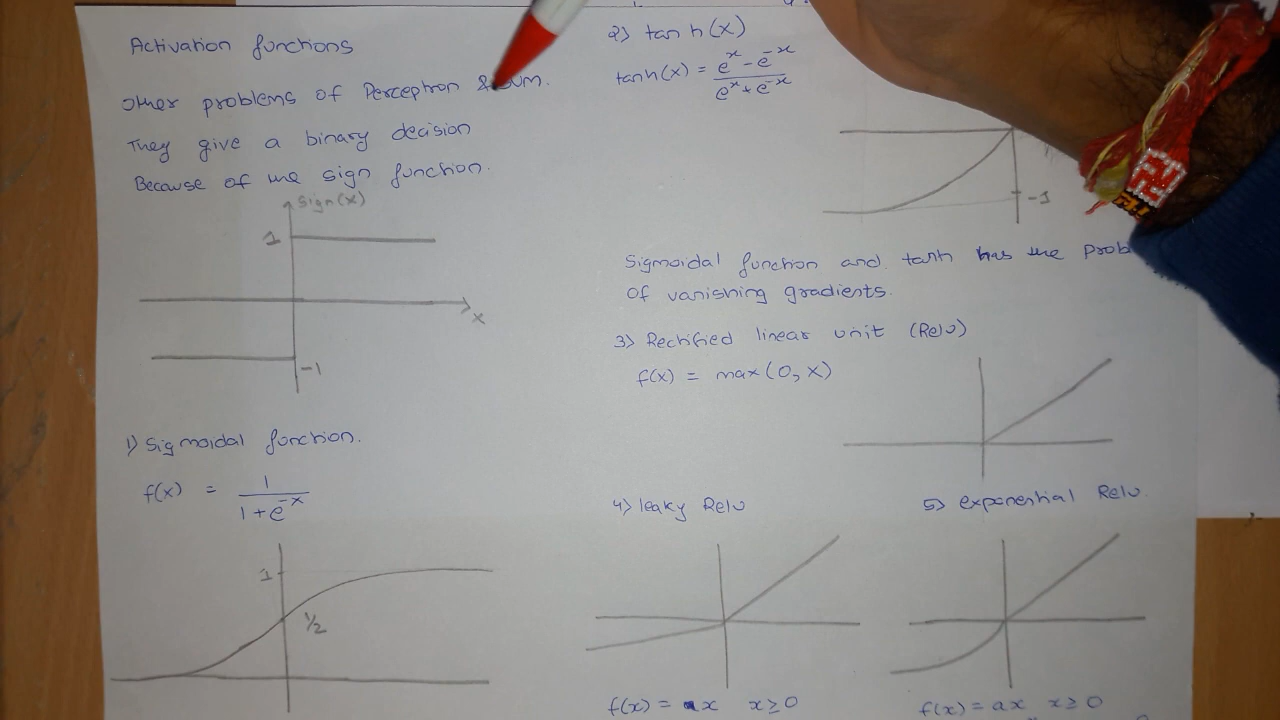 Activation functions
Other problems of Perceptron
They give a binary decision
Because of the sign function.
Sign(x)
1
x
-1
1) Sigmoidal function.
f(x) = 1 / 1+e^-x
1
1/2
2) tan h(x)
tanh(x) = e^x - e^-x / e^x + e^-x
-1
Sigmoidal function and tanh has the
of vanishing gradients.
3) Rectified linear unit (Relu)
f(x) = max(0, x)
4) leaky Relu
f(x) = x x≥0
5) exponential Relu.
f(x) = ax x≥0